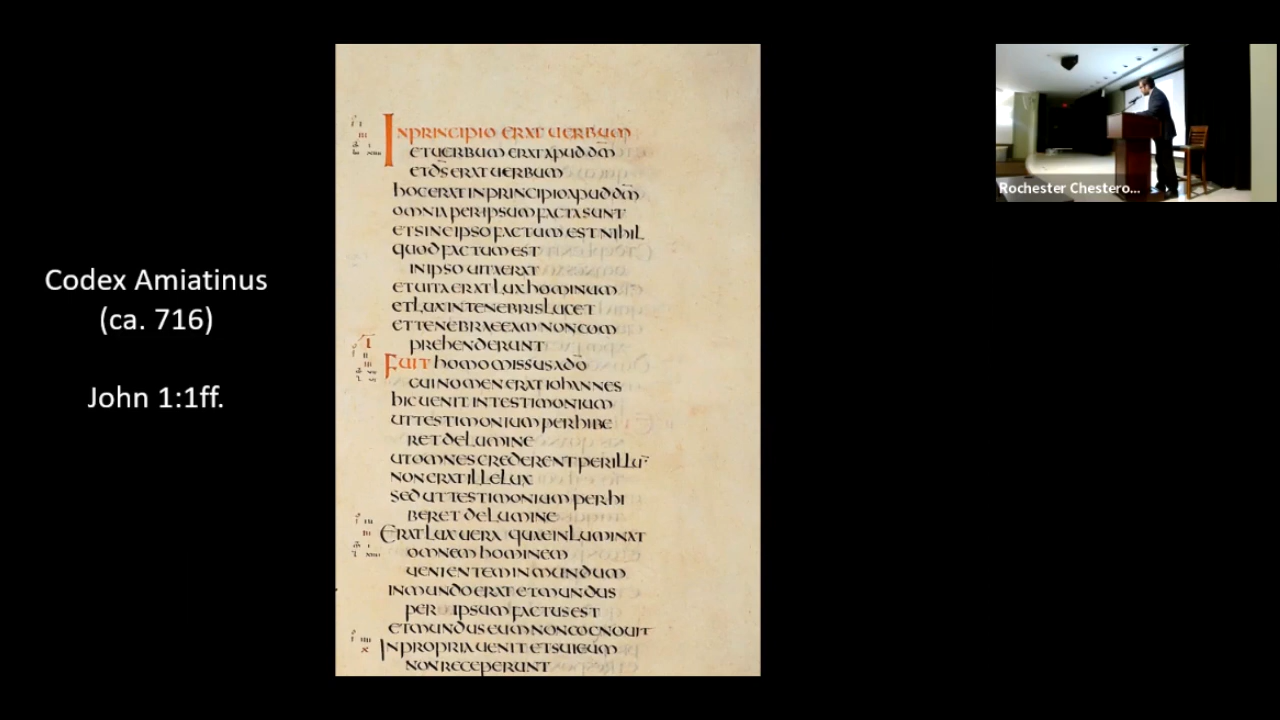 Codex Amiatinus
(ca. 716)
John 1:1ff.
IN PRINCIPIO ERAT UERBUM
ET UERBUM ERAT APUD D̅M̅
ET D̅S̅ ERAT UERBUM
HOC ERAT IN PRINCIPIO APUD D̅M̅
OMNIA PER IPSUM FACTA SUNT
ET SINE IPSO FACTUM EST NIHIL
QUOD FACTUM EST
IN IPSO UITA ERAT
ET UITA ERAT LUX HOMINUM
ET LUX IN TENEBRIS LUCET
ET TENEBRAE EAM NON COM
PREHENDERUNT
FUIT HOMO MISSUS A D̅O̅
CUI NOMEN ERAT IOHANNES
HIC UENIT IN TESTIMONIUM
UT TESTIMONIUM PERHIBE
RET DE LUMINE
UT OMNES CREDERENT PER ILLU̅
NON ERAT ILLE LUX
SED UT TESTIMONIUM PERHI
BERET DE LUMINE
ERAT LUX UERA QUAE INLUMINAT
OMNEM HOMINEM
UENIENTEM IN MUNDUM
IN MUNDO ERAT ET MUNDUS
PER IPSUM FACTUS EST
ET MUNDUS EUM NON COGNOUIT
IN PROPRIA UENIT ET SUI EUM
NON RECEPERUNT
Rochester Chestero...